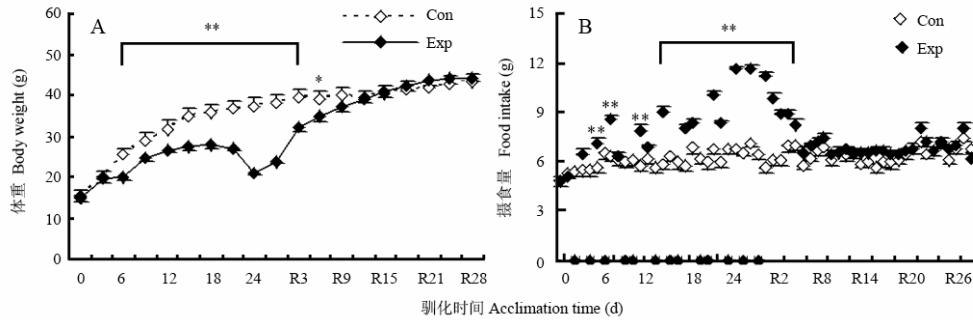 A
**
Con
Exp
*
体重 Body weight (g)
60
50
40
30
20
10
0
0 6 12 18 24 R3 R9 R15 R21 R28
B
**
Con
Exp
**
**
**
摄食量 Food intake (g)
15
12
9
6
3
0
0 6 12 18 24 R2 R8 R14 R20 R26
驯化时间 Acclimation time (d)